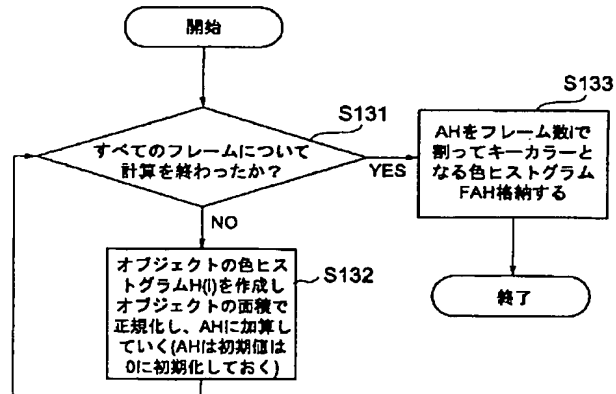 開始
S131
すべてのフレームについて
計算を終わったか？
YES
NO
S133
AHをフレーム数iで
割ってキーカラーと
なる色ヒストグラム
FAH格納する
S132
オブジェクトの色ヒス
トグラムH(i)を作成し
オブジェクトの面積で
正規化し、AHに加算し
ていく(AHは初期値は
0に初期化しておく)
終了